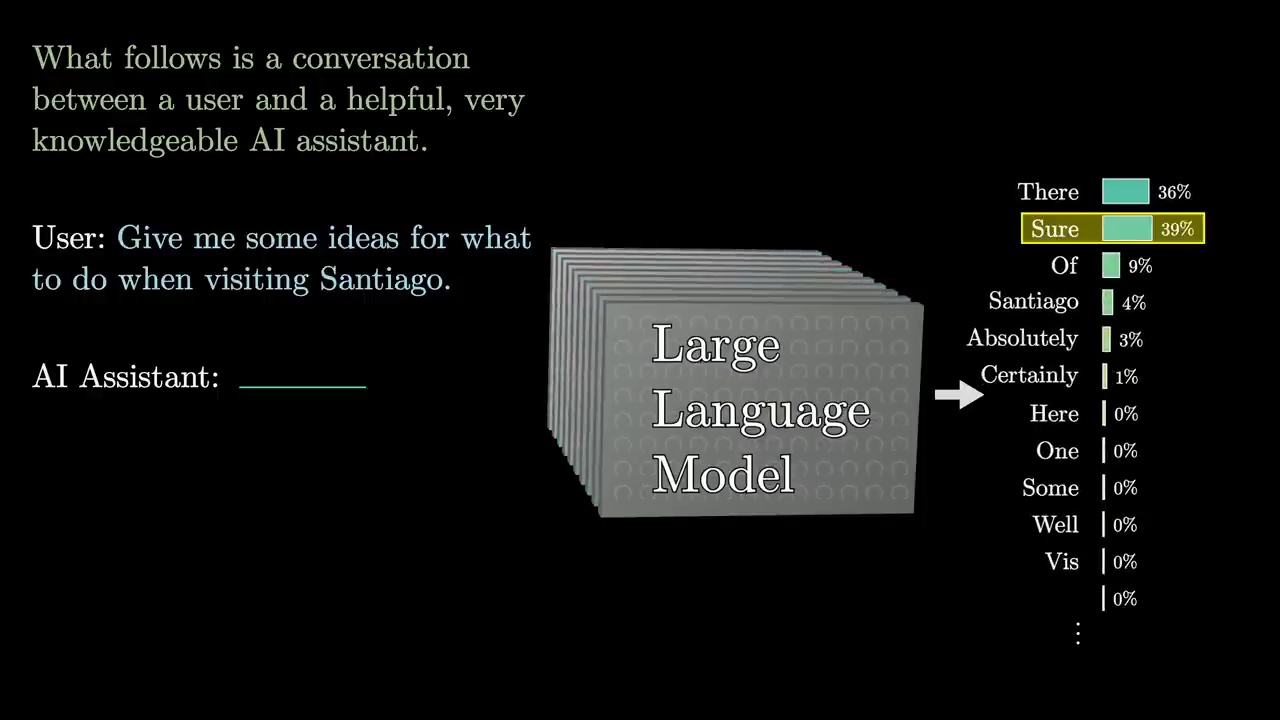 What follows is a conversation
between a user and a helpful, very
knowledgeable AI assistant.
User: Give me some ideas for what
to do when visiting Santiago.
AI Assistant:
Large
Language
Model
There 36%
Sure 39%
Of 9%
Santiago 4%
Absolutely 3%
Certainly 1%
Here 0%
One 0%
Some 0%
Well 0%
Vis 0%
0%
⋮